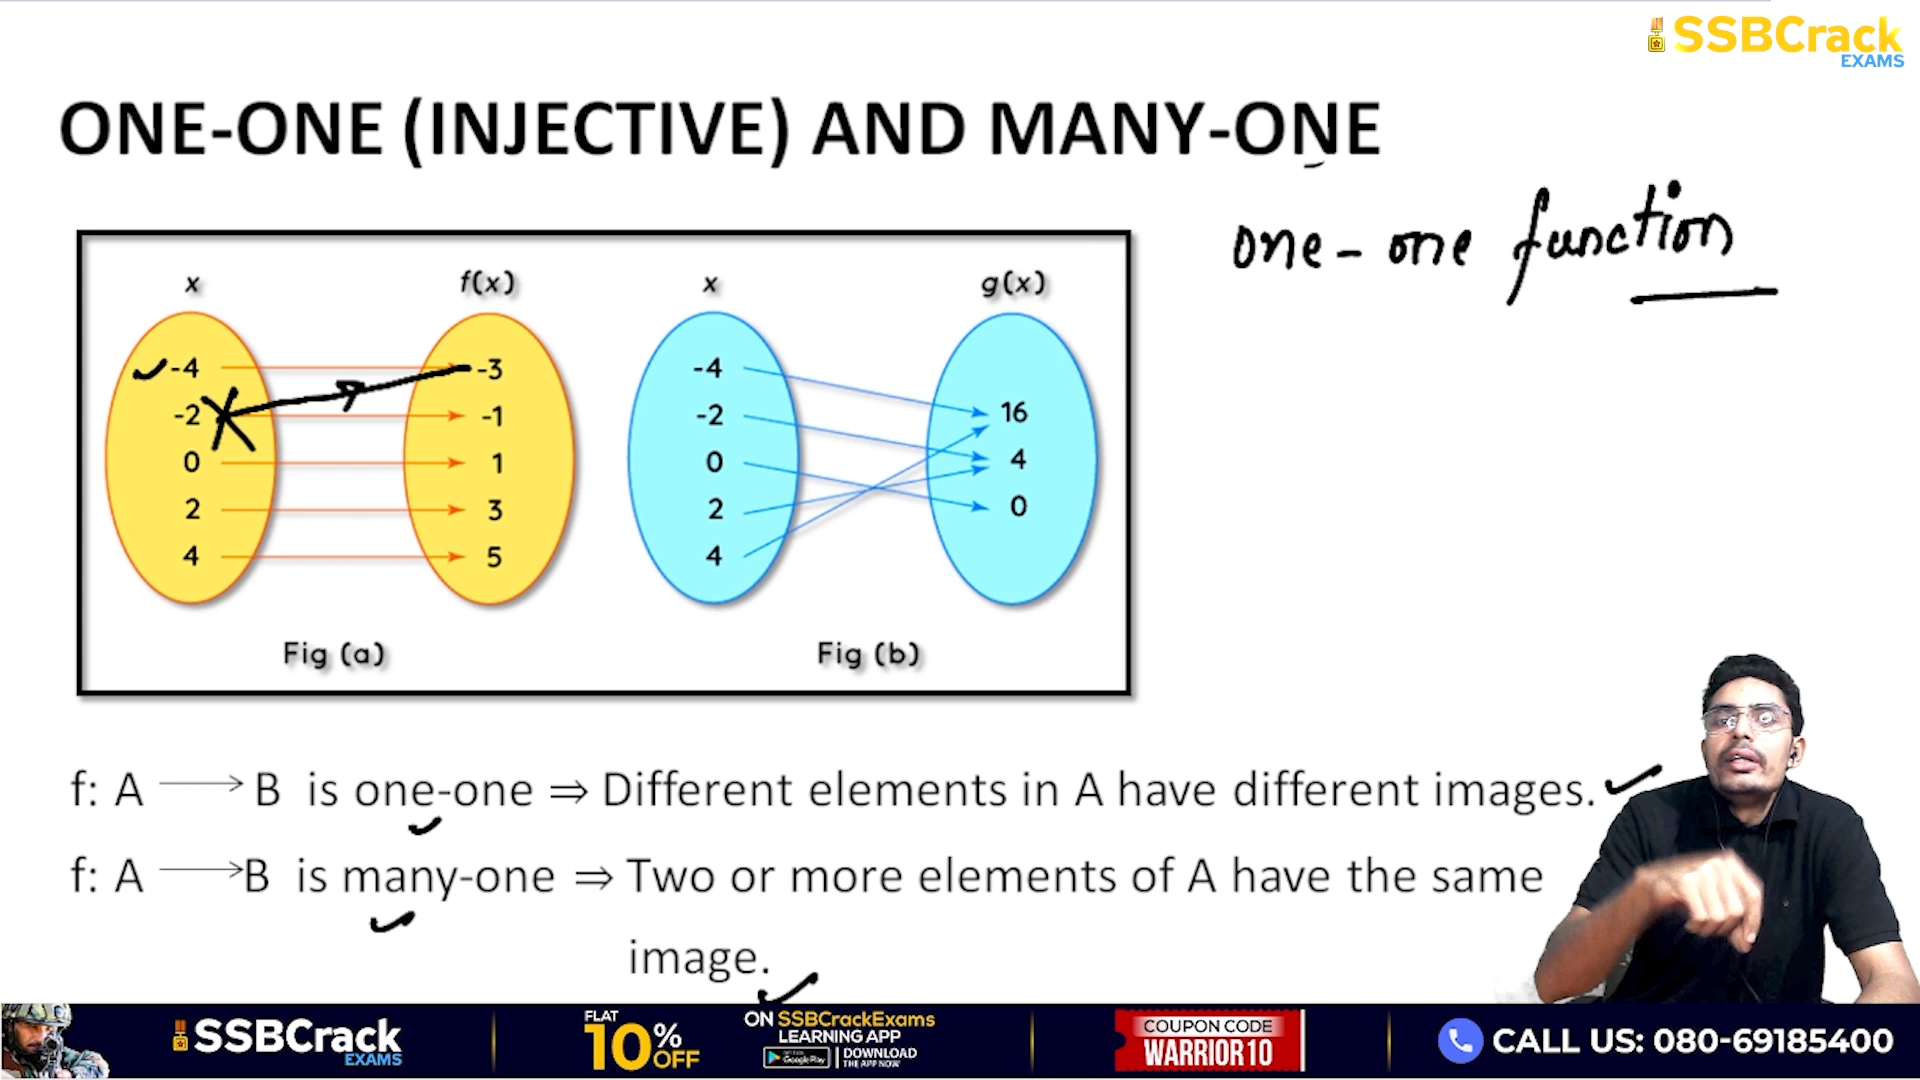 SSBCrack
EXAMS
ONE-ONE (INJECTIVE) AND MANY-ONE
one-one function
x f(x) x g(x)
-4 -3 -4
-2 -1 -2 16
0 1 0 4
2 3 2 0
4 5 4
Fig (a) Fig (b)
f: A ⟶ B is one-one ⇒ Different elements in A have different images.
f: A ⟶B is many-one ⇒ Two or more elements of A have the same
image.
SSBCrack
EXAMS
FLAT
10% OFF
ON SSBCrackExams
LEARNING APP
Google Play
DOWNLOAD
THE APP NOW
COUPON CODE
WARRIOR10
CALL US: 080-69185400